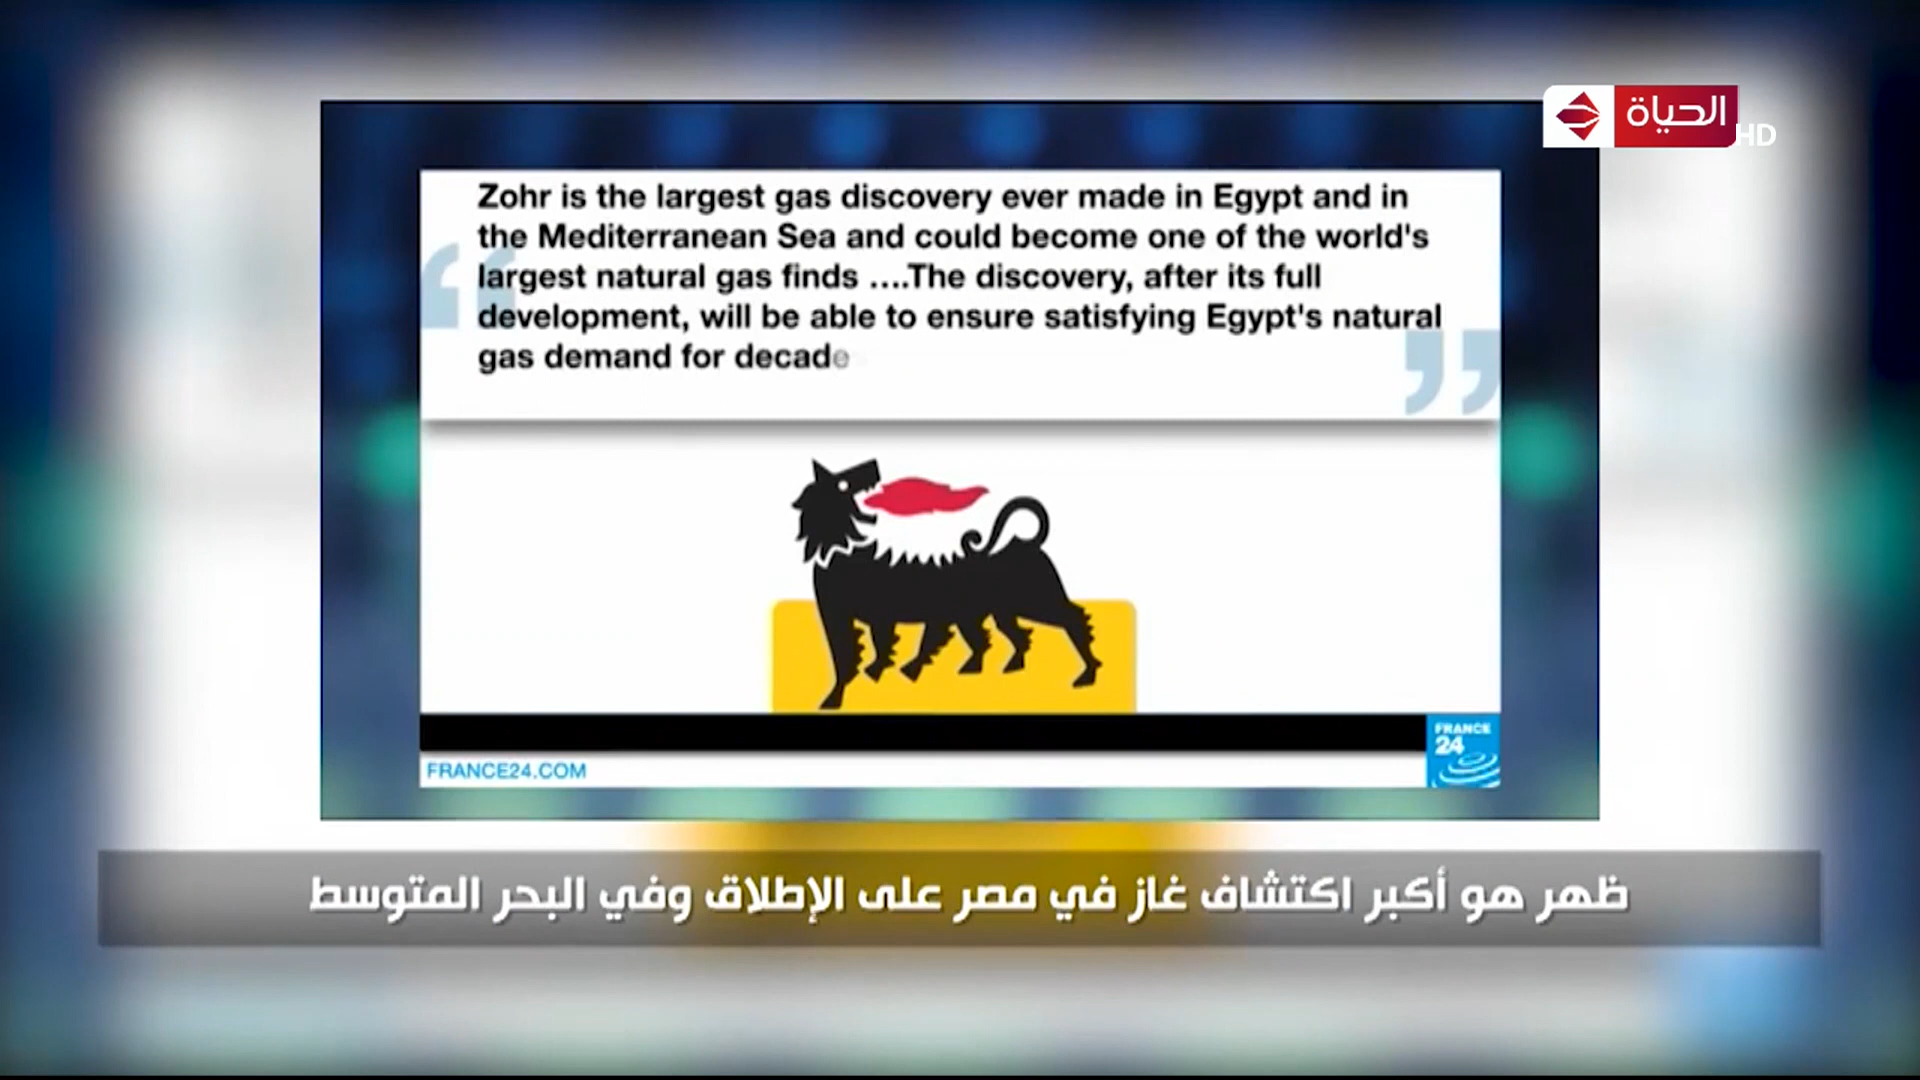 الحياة
HD
Zohr is the largest gas discovery ever made in Egypt and in
the Mediterranean Sea and could become one of the world's
largest natural gas finds ....The discovery, after its full
development, will be able to ensure satisfying Egypt's natural
gas demand for decade
FRANCE
24
FRANCE24.COM
ظهر هو أكبر اكتشاف غاز في مصر على الإطلاق وفي البحر المتوسط